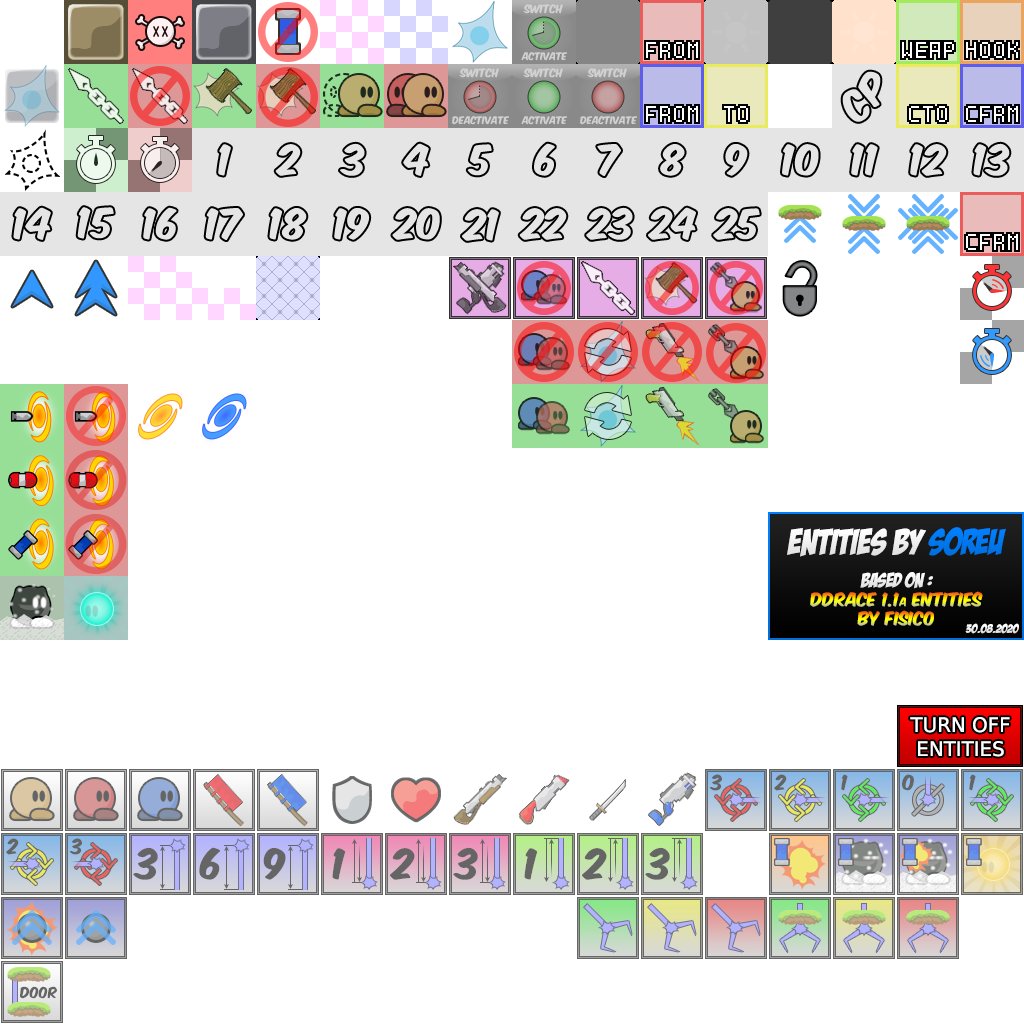 SWITCH
ACTIVATE
FROM
WEAP
HOOK
SWITCH
DEACTIVATE
SWITCH
ACTIVATE
SWITCH
DEACTIVATE
FROM
TO
CP
CTO
CFRM
1 2 3 4 5 6 7 8 9 10 11 12 13
14 15 16 17 18 19 20 21 22 23 24 25
CFRM
ENTITIES BY SOREU
BASED ON :
DDRACE 1.1A ENTITIES
BY FISICO
30.08.2020
TURN OFF
ENTITIES
3 2 1 0 1
2 3 3 6 9 1 2 3 1 2 3
DOOR